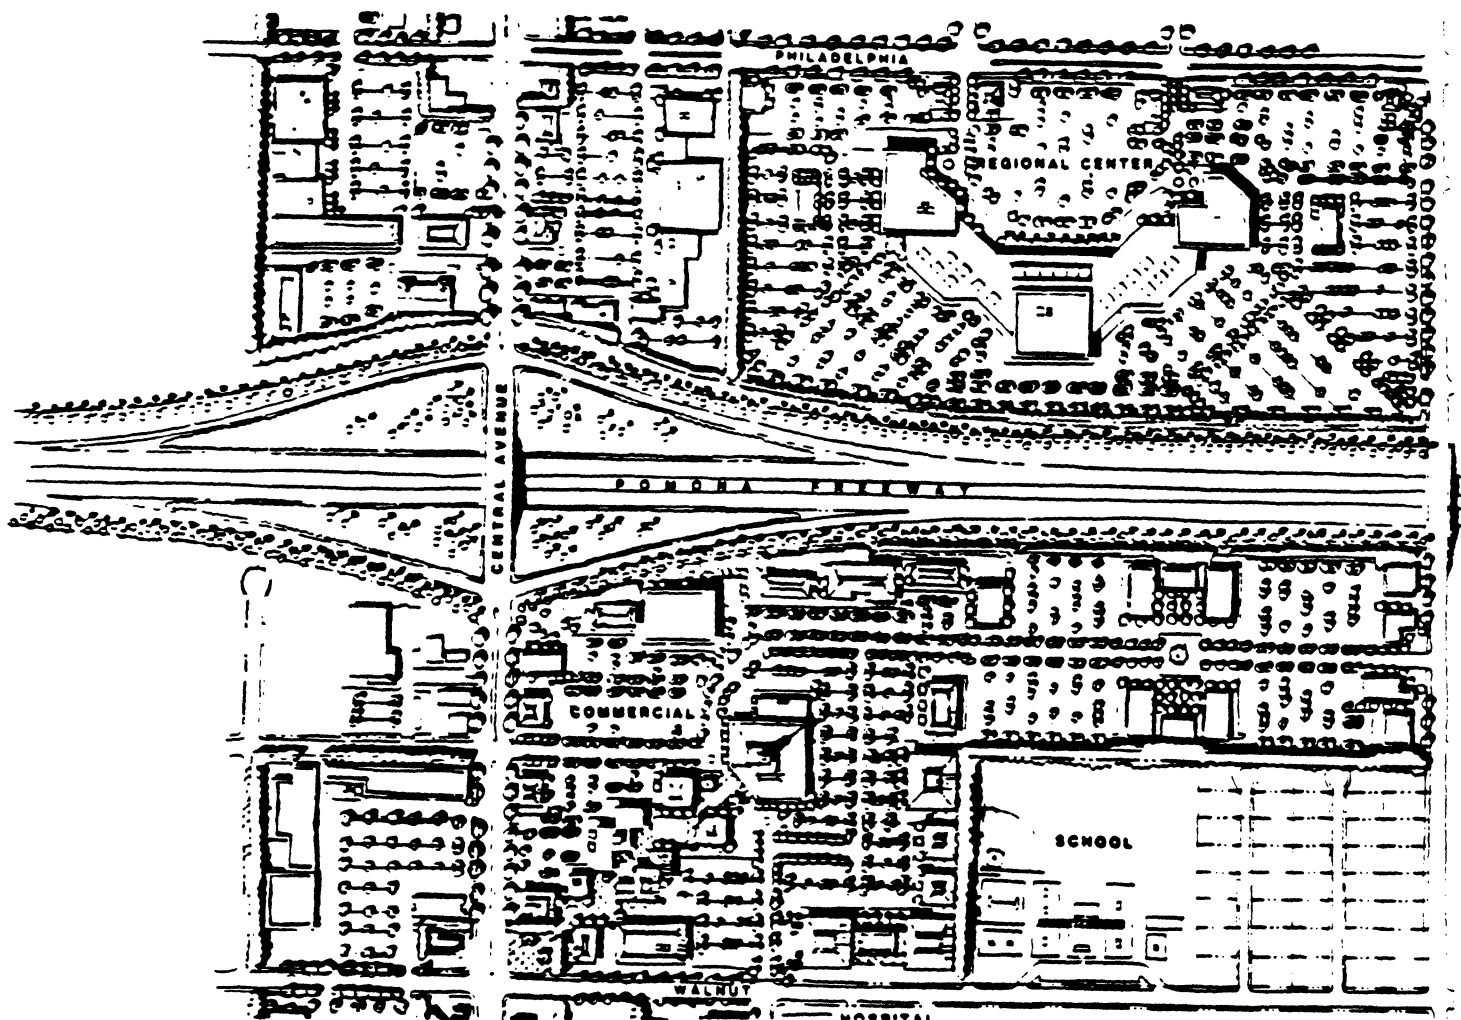 PHILADELPHIA
REGIONAL CENTER
CENTRAL AVENUE
POMONA FREEWAY
COMMERCIAL
SCHOOL
WALNUT
HOSPITAL